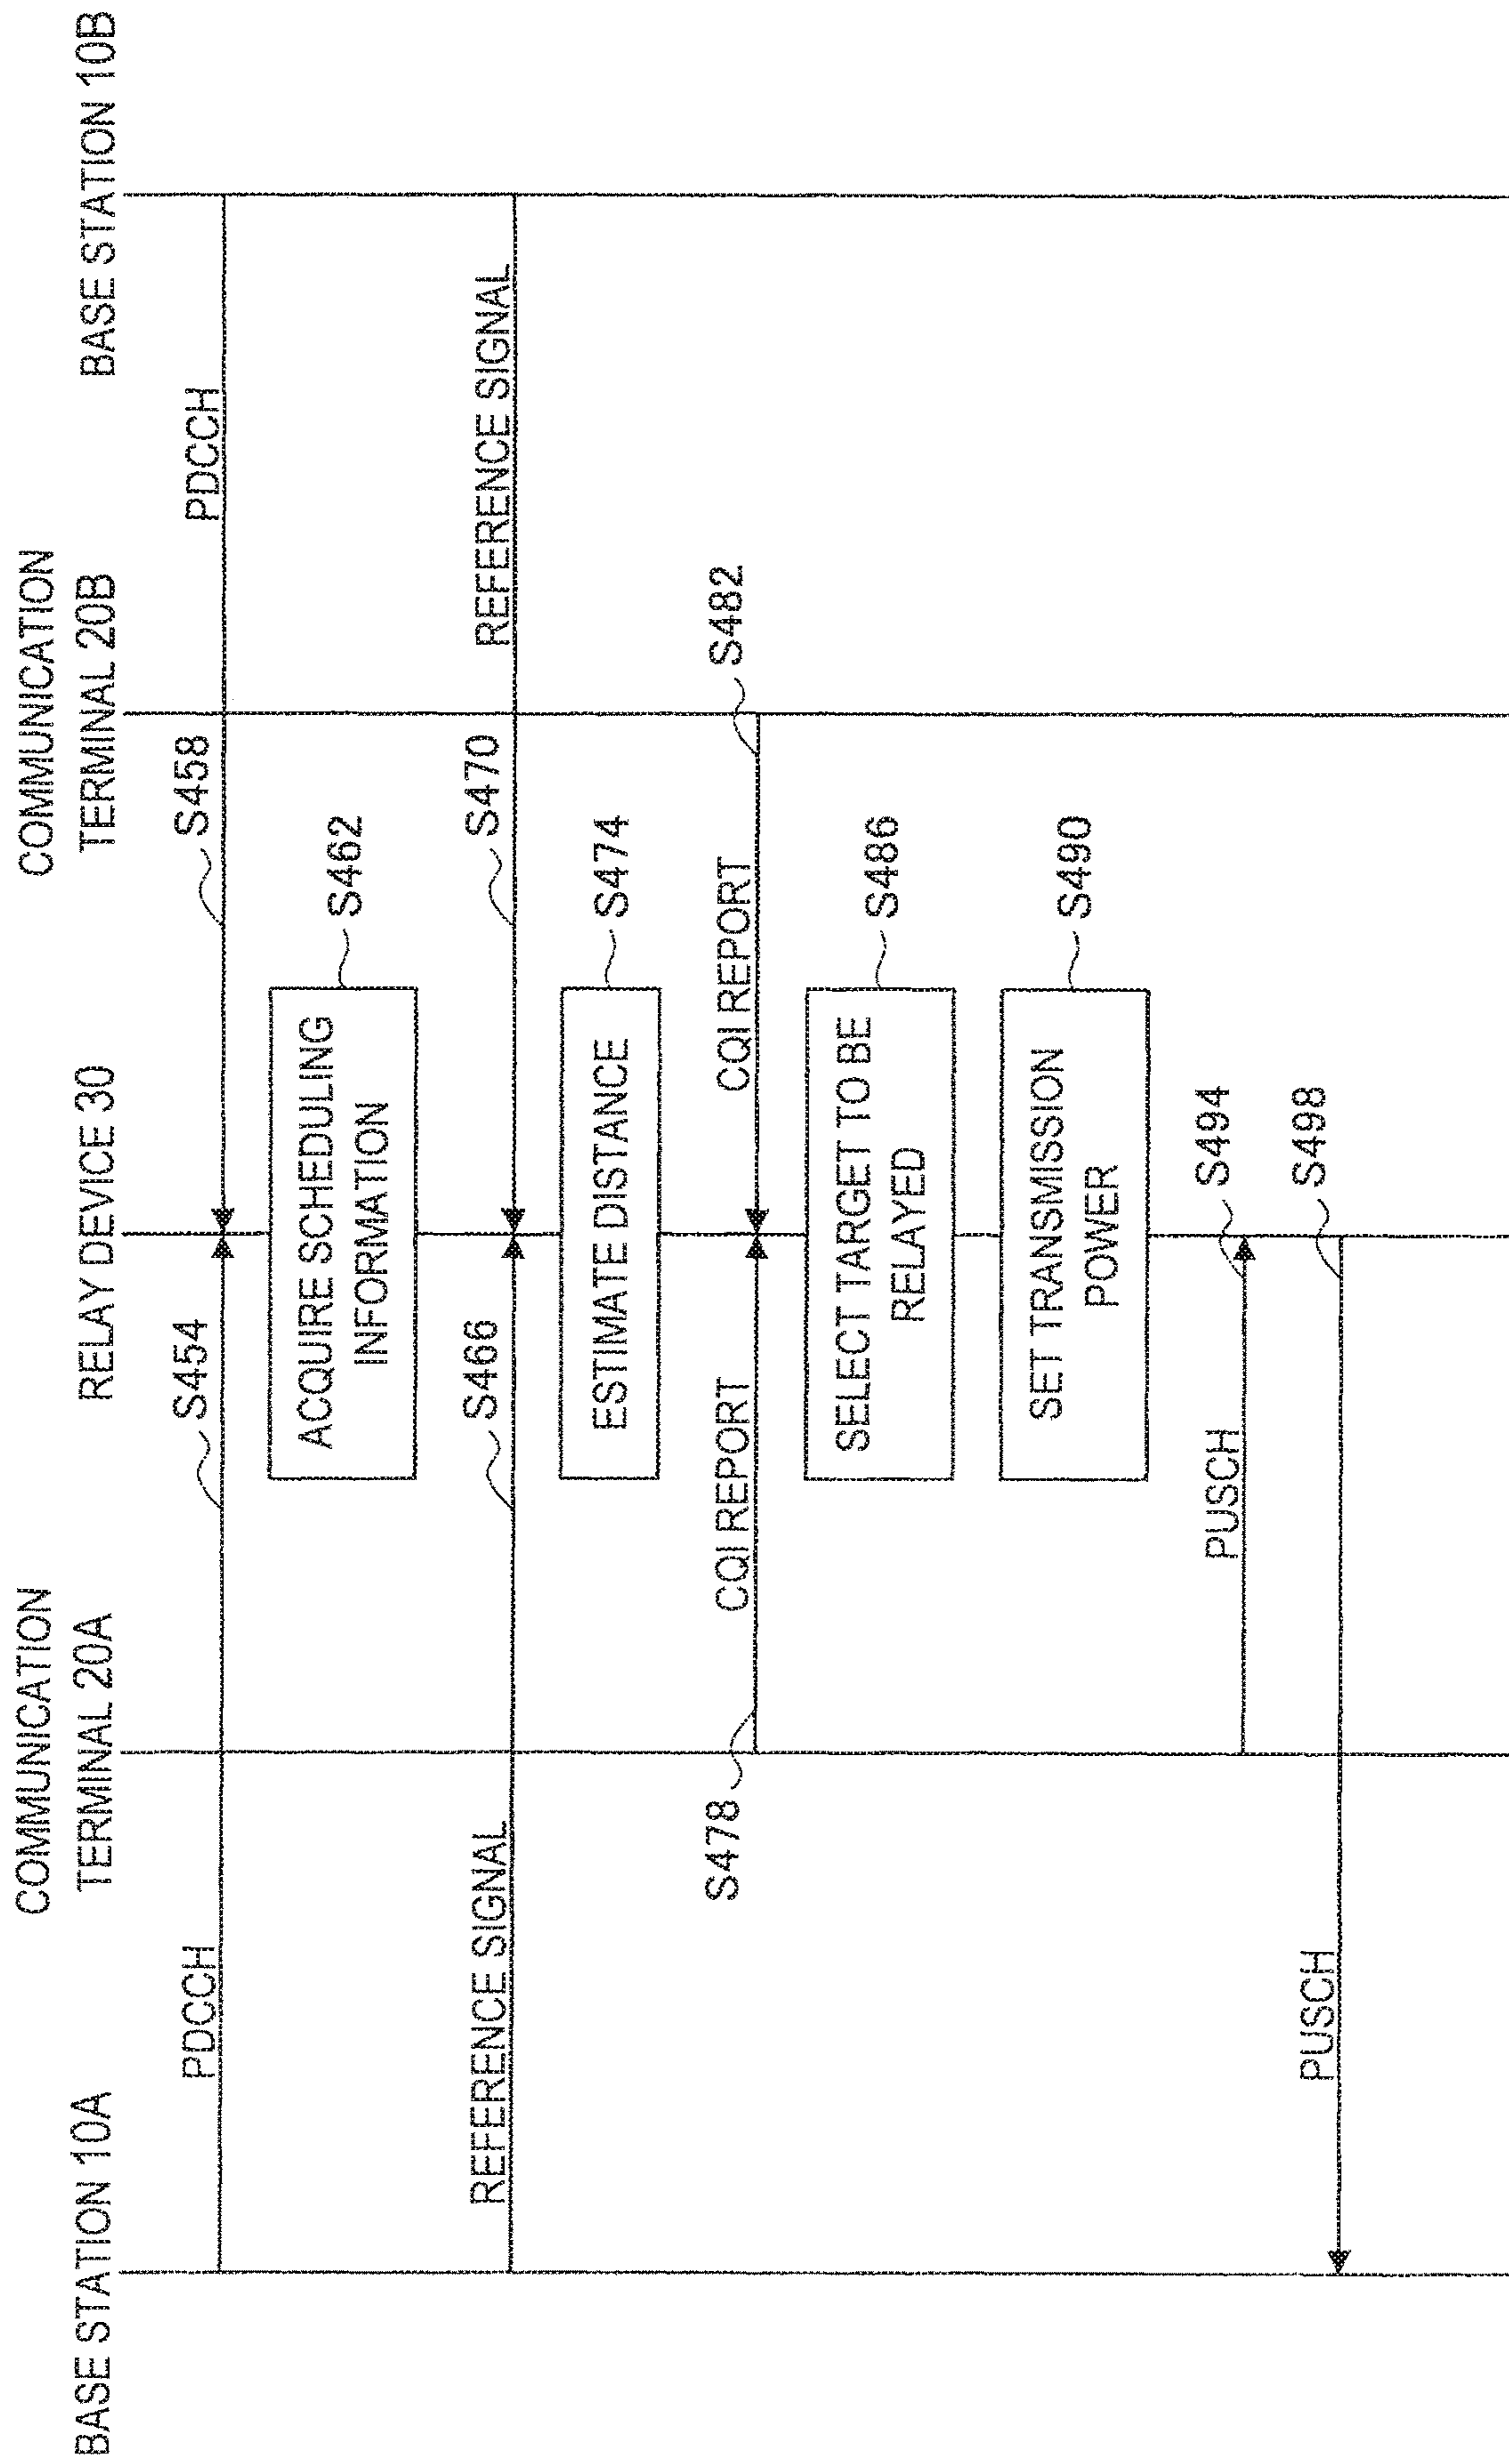 BASE STATION 10A
COMMUNICATION
TERMINAL 20A
RELAY DEVICE 30
COMMUNICATION
TERMINAL 20B
BASE STATION 10B
PDCCH
S454
S458
PDCCH
ACQUIRE SCHEDULING
INFORMATION
S462
REFERENCE SIGNAL
S466
S470
REFERENCE SIGNAL
ESTIMATE DISTANCE
S474
S478
CQI REPORT
CQI REPORT
S482
SELECT TARGET TO BE
RELAYED
S486
SET TRANSMISSION
POWER
S490
PUSCH
S494
PUSCH
S498